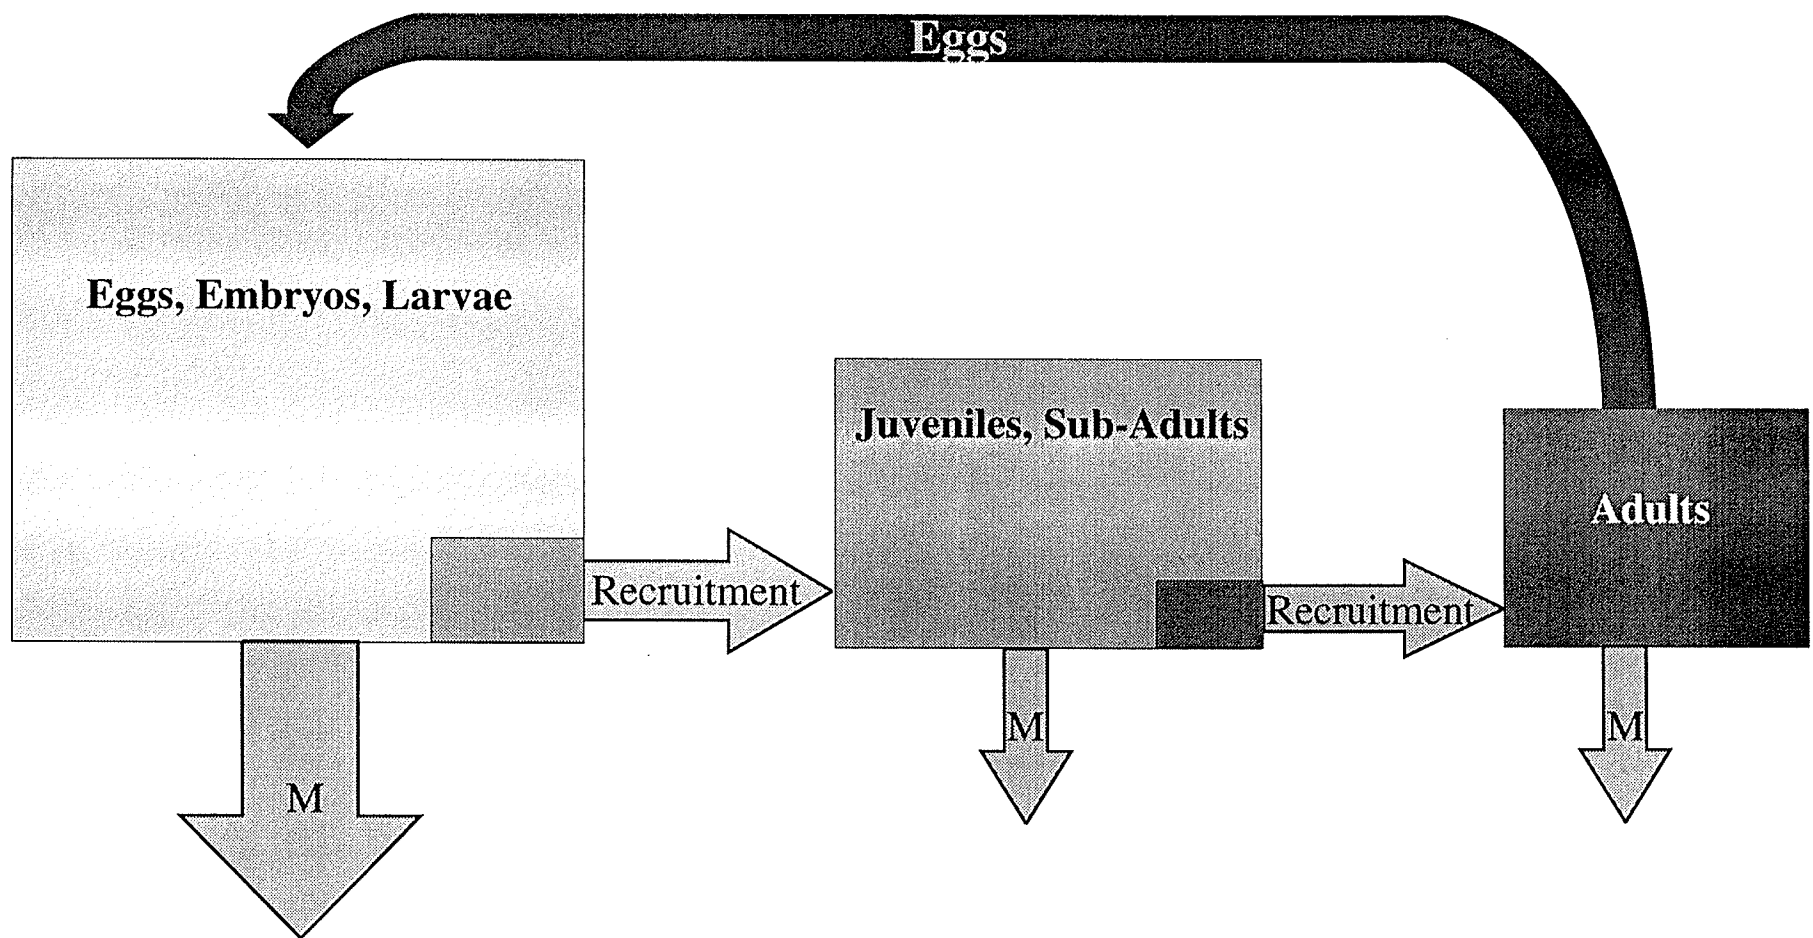 Eggs
Eggs, Embryos, Larvae
Juveniles, Sub-Adults
Adults
Recruitment
Recruitment
M
M
M